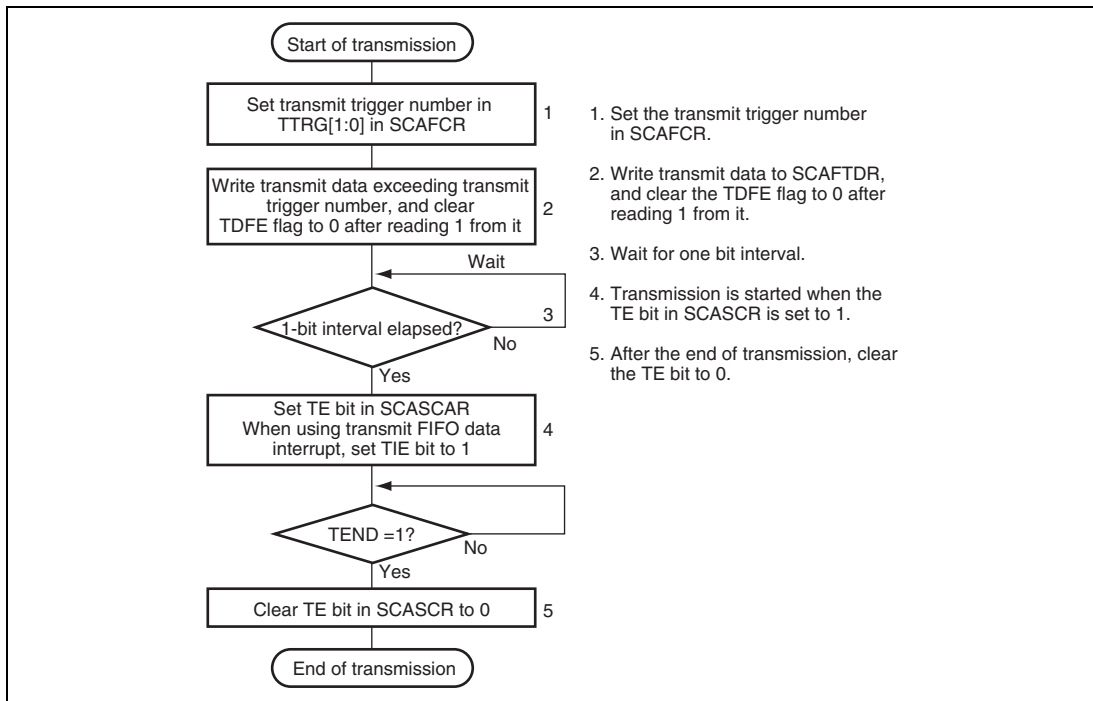 Start of transmission
Set transmit trigger number in
TTRG[1:0] in SCAFCR
1
Write transmit data exceeding transmit
trigger number, and clear
TDFE flag to 0 after reading 1 from it
2
Wait
1-bit interval elapsed?
3
No
Yes
Set TE bit in SCASCAR
When using transmit FIFO data
interrupt, set TIE bit to 1
4
TEND =1?
No
Yes
Clear TE bit in SCASCR to 0
5
End of transmission
1. Set the transmit trigger number
in SCAFCR.
2. Write transmit data to SCAFTDR,
and clear the TDFE flag to 0 after
reading 1 from it.
3. Wait for one bit interval.
4. Transmission is started when the
TE bit in SCASCR is set to 1.
5. After the end of transmission, clear
the TE bit to 0.